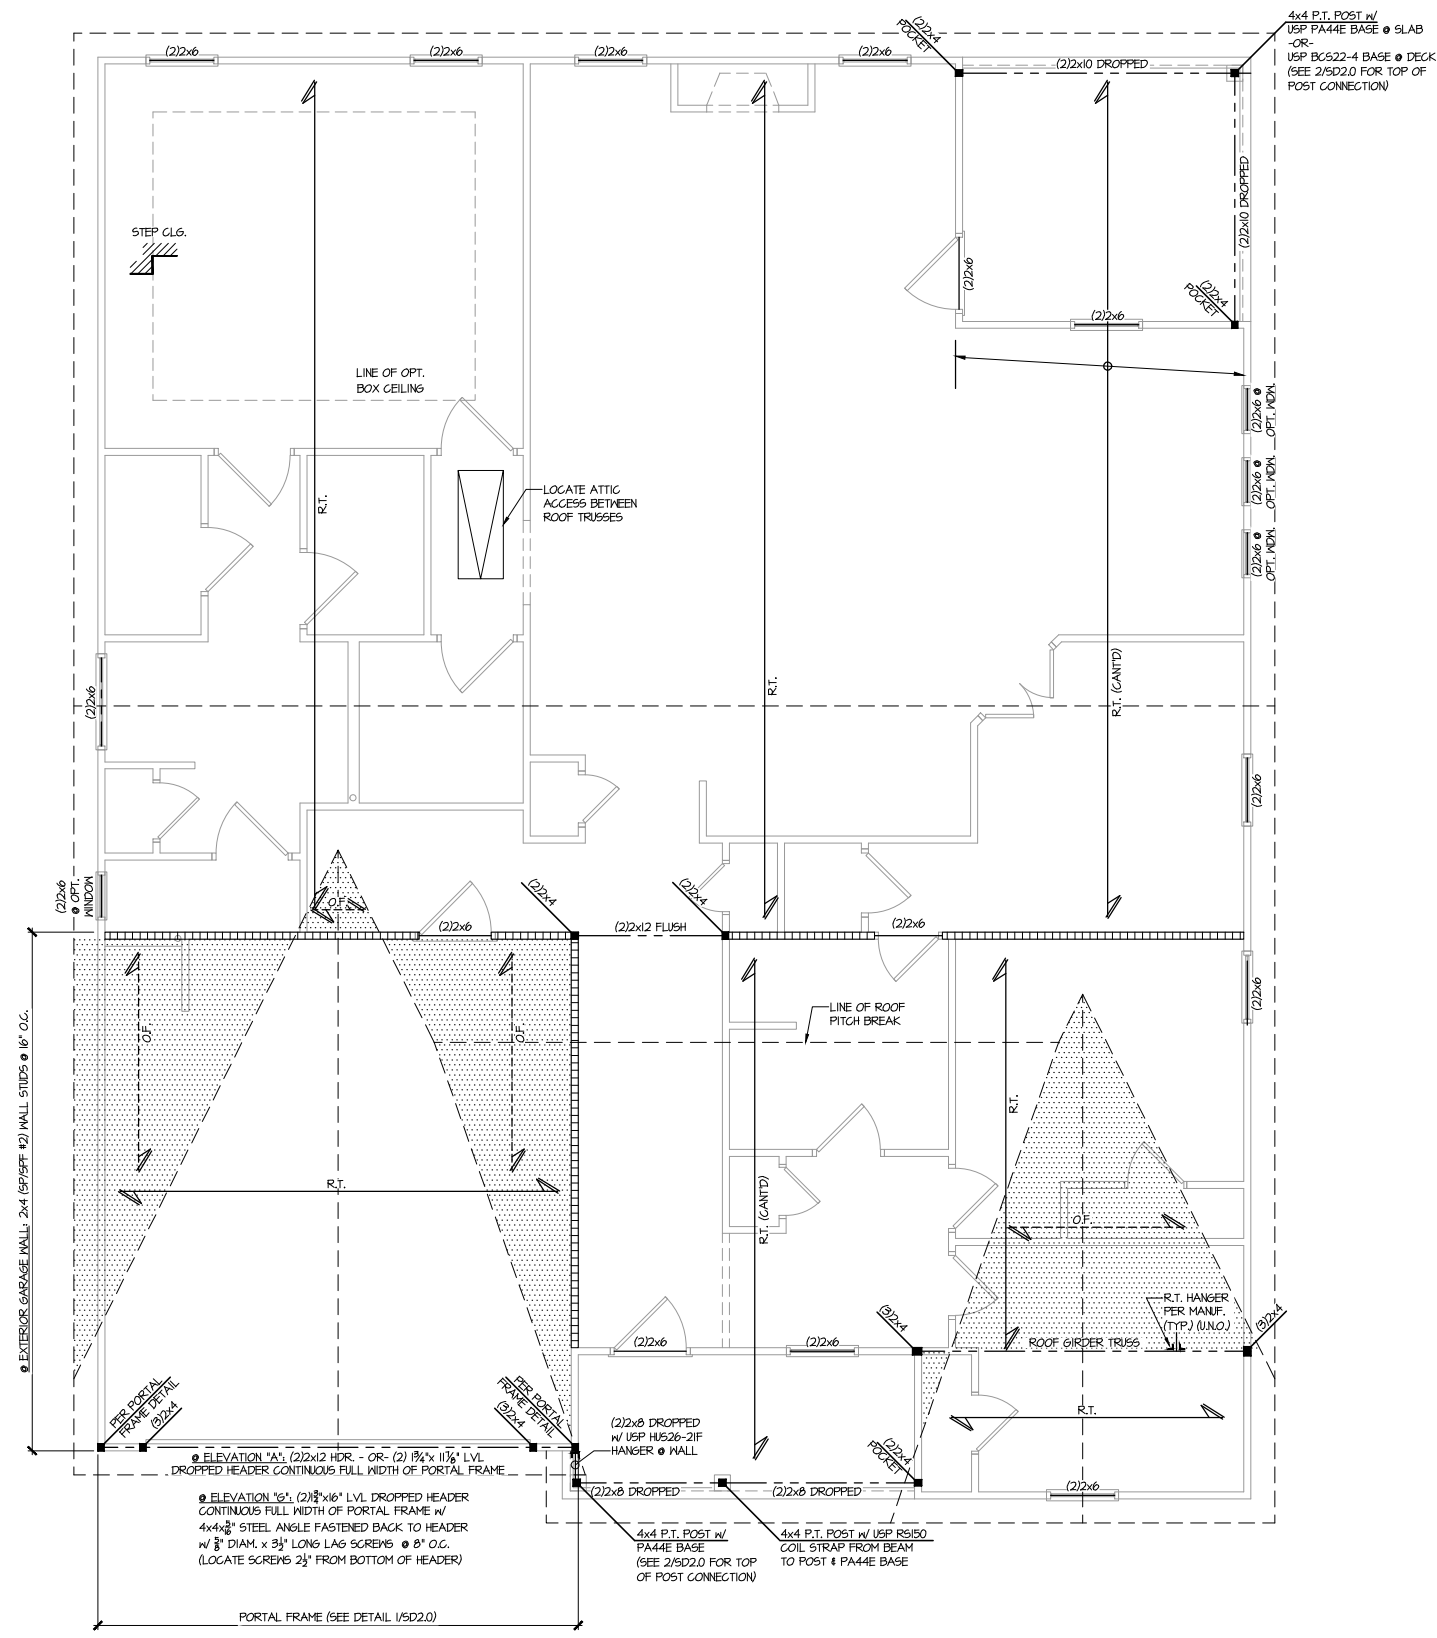 (2)2x6
(2)2x6
(2)2x6
(2)2x6
(2)2x4
POCKET
(2)2x10 DROPPED
4x4 P.T. POST W/
USP PA44E BASE @ SLAB
-OR-
USP BCS22-4 BASE @ DECK
(SEE 2/SD2.0 FOR TOP OF
POST CONNECTION)
(2)2x10 DROPPED
STEP CLG.
(2)2x6
(2)2x4
POCKET
(2)2x6
LINE OF OPT.
BOX CEILING
(2)2x6 @
OPT. WDW.
(2)2x6 @
OPT. WDW.
(2)2x6 @
OPT. WDW.
R.T.
LOCATE ATTIC
ACCESS BETWEEN
ROOF TRUSSES
(2)2x6
R.T.
R.T. (CANT'D)
(2)2x6
(2)2x6
@ OPT.
WINDOW
O.F.
(2)2x4
(2)2x4
(2)2x6
(2)2x12 FLUSH
(2)2x6
(2)2x6
O.F.
O.F.
LINE OF ROOF
PITCH BREAK
R.T.
@ EXTERIOR GARAGE WALL: 2x4 (SP/SPF #2) WALL STUDS @ 16" O.C.
R.T.
R.T. (CANT'D)
O.F.
R.T. HANGER
PER MANUF.
(TYP.) (U.N.O.)
(3)2x4
(3)2x4
(2)2x6
(2)2x6
ROOF GIRDER TRUSS
PER PORTAL
FRAME DETAIL
(3)2x4
PER PORTAL
FRAME DETAIL
(3)2x4
R.T.
(2)2x8 DROPPED
W/ USP HUS26-2IF
HANGER @ WALL
(2)2x4
POCKET
@ ELEVATION "A": (2)2x12 HDR. - OR- (2) 1¾"x 11⅞" LVL
DROPPED HEADER CONTINUOUS FULL WIDTH OF PORTAL FRAME
(2)2x8 DROPPED
(2)2x8 DROPPED
(2)2x6
@ ELEVATION "G": (2)1¾"x16" LVL DROPPED HEADER
CONTINUOUS FULL WIDTH OF PORTAL FRAME W/
4x4x5/16" STEEL ANGLE FASTENED BACK TO HEADER
W/ ⅝" DIAM. x 3½" LONG LAG SCREWS @ 8" O.C.
(LOCATE SCREWS 2½" FROM BOTTOM OF HEADER)
4x4 P.T. POST W/
PA44E BASE
(SEE 2/SD2.0 FOR TOP
OF POST CONNECTION)
4x4 P.T. POST W/ USP RS150
COIL STRAP FROM BEAM
TO POST & PA44E BASE
PORTAL FRAME (SEE DETAIL 1/SD2.0)